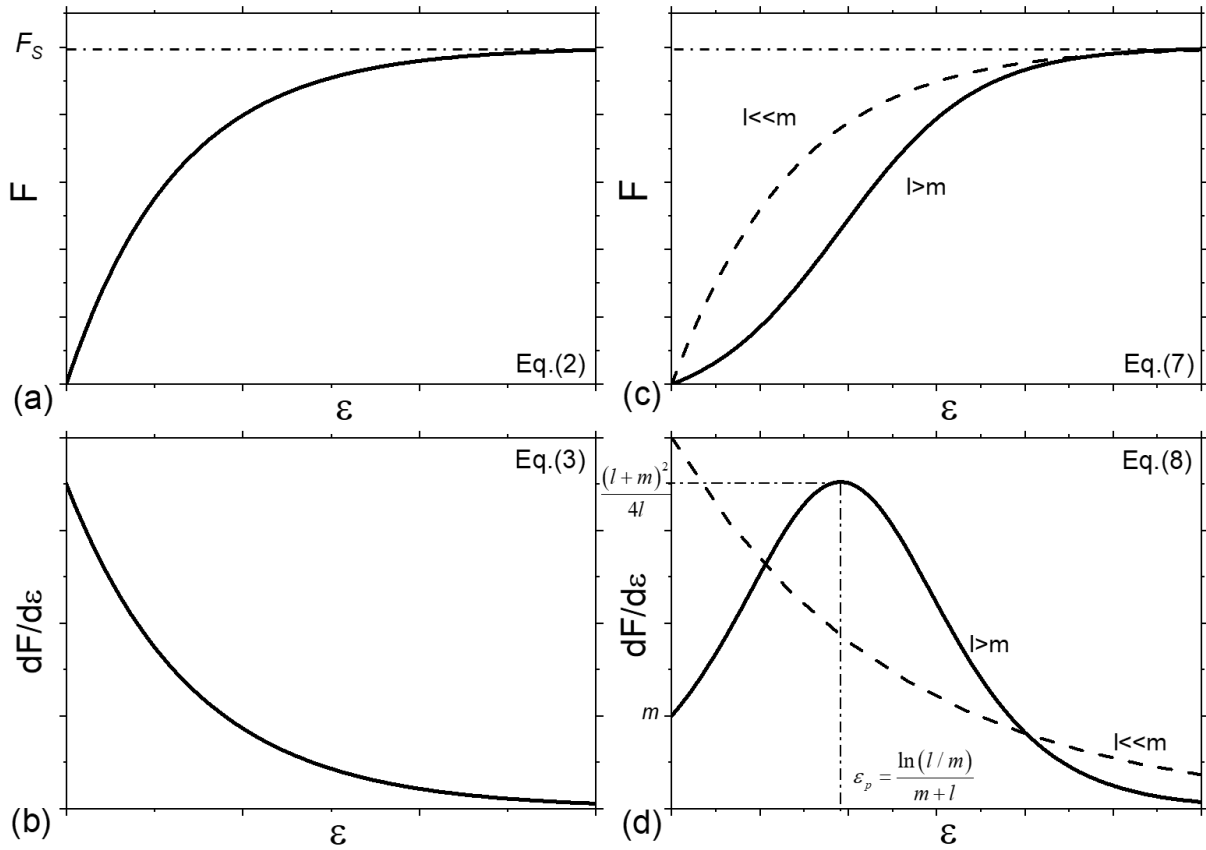 F_S
F
Eq.(2)
(a)
ε
F
l<<m
l>m
Eq.(7)
(c)
ε
Eq.(3)
dF/dε
(b)
ε
Eq.(8)
(l + m)²
4l
dF/dε
l>m
m
l<<m
ε_p = ln(l / m)
m + l
(d)
ε